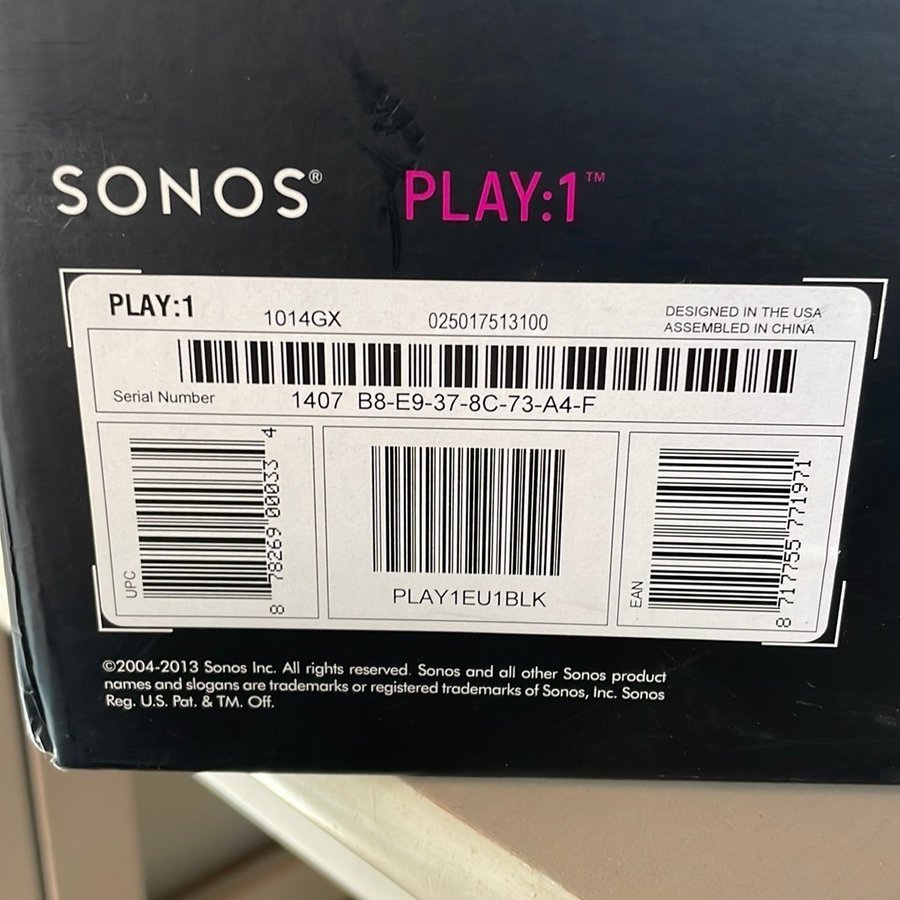 SONOS® PLAY:1™
PLAY:1 1014GX 025017513100 DESIGNED IN THE USA
ASSEMBLED IN CHINA
Serial Number 1407 B8-E9-37-8C-73-A4-F
UPC 8 78269 00033 4
PLAY1EU1BLK
EAN 8 717755 771971
©2004-2013 Sonos Inc. All rights reserved. Sonos and all other Sonos product
names and slogans are trademarks or registered trademarks of Sonos, Inc. Sonos
Reg. U.S. Pat. & TM. Off.